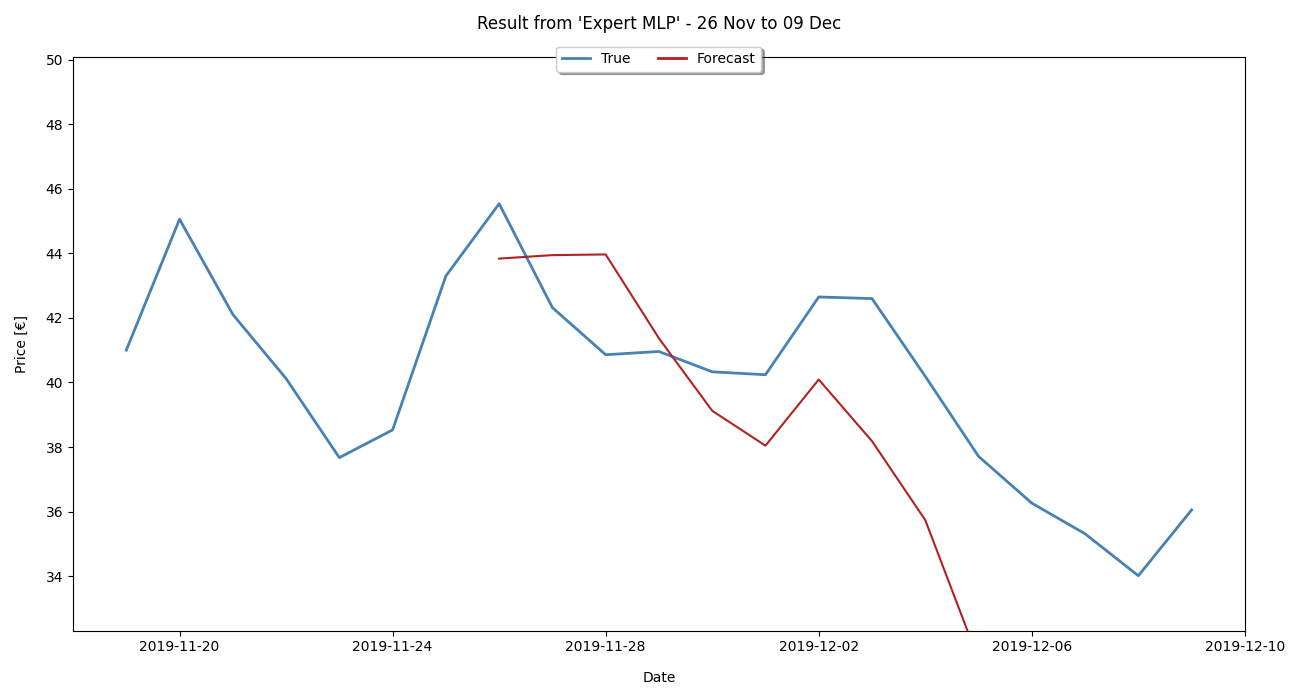 Result from 'Expert MLP' - 26 Nov to 09 Dec
True Forecast
50
48
46
44
42
40
38
36
34
Price [€]
2019-11-20 2019-11-24 2019-11-28 2019-12-02 2019-12-06 2019-12-10
Date